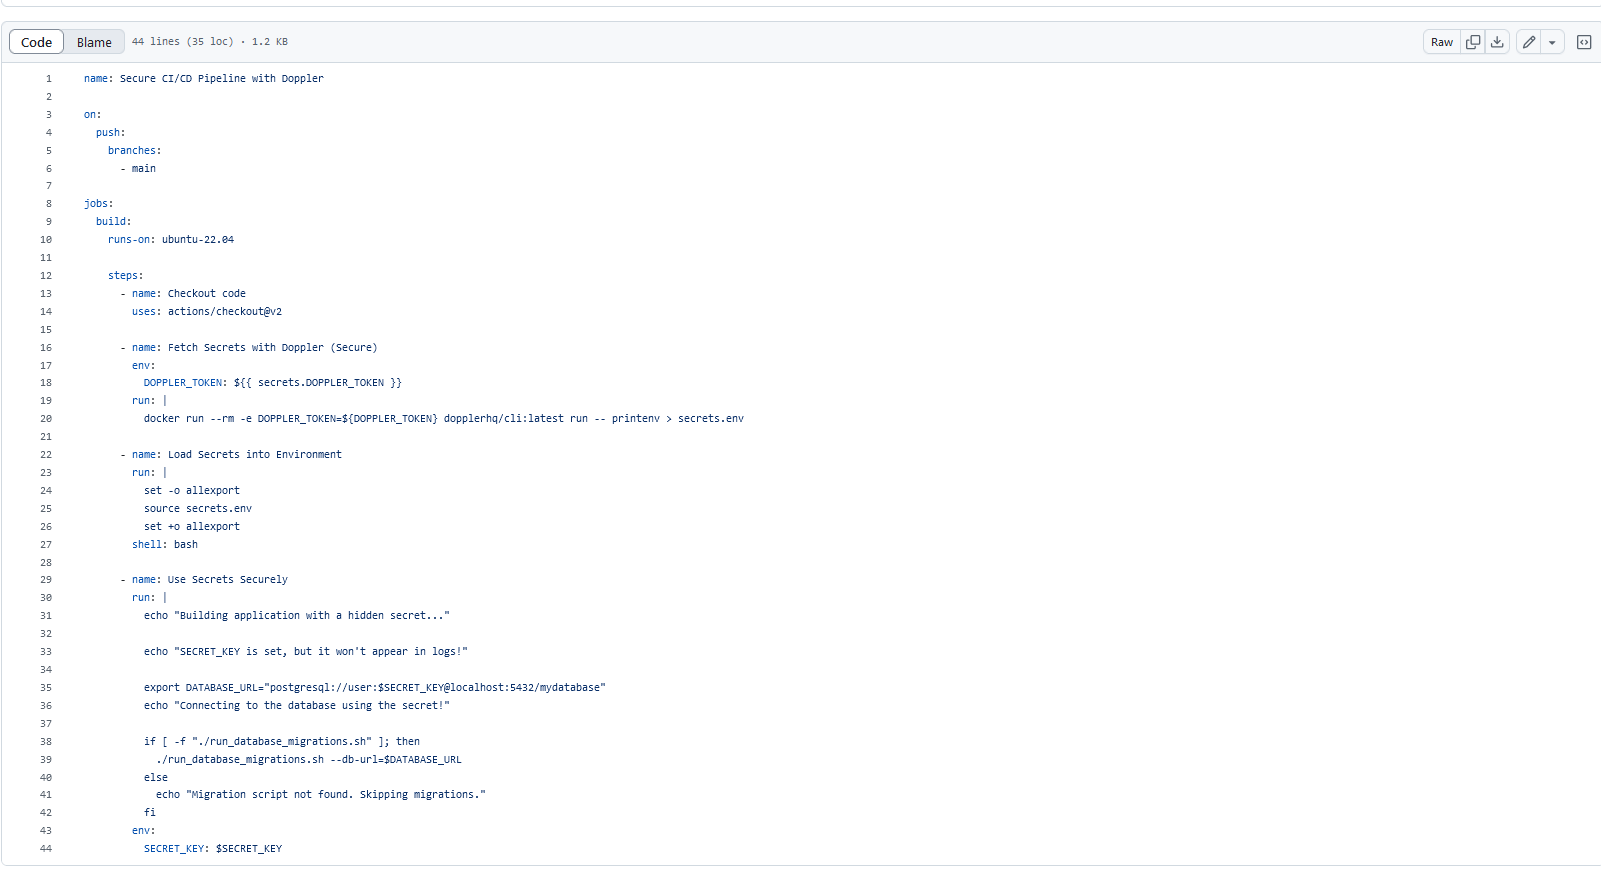 Code Blame 44 lines (35 loc) · 1.2 KB Raw
1 name: Secure CI/CD Pipeline with Doppler
2
3 on:
4 push:
5 branches:
6 - main
7
8 jobs:
9 build:
10 runs-on: ubuntu-22.04
11
12 steps:
13 - name: Checkout code
14 uses: actions/checkout@v2
15
16 - name: Fetch Secrets with Doppler (Secure)
17 env:
18 DOPPLER_TOKEN: ${{ secrets.DOPPLER_TOKEN }}
19 run: |
20 docker run --rm -e DOPPLER_TOKEN=${DOPPLER_TOKEN} dopplerhq/cli:latest run -- printenv > secrets.env
21
22 - name: Load Secrets into Environment
23 run: |
24 set -o allexport
25 source secrets.env
26 set +o allexport
27 shell: bash
28
29 - name: Use Secrets Securely
30 run: |
31 echo "Building application with a hidden secret..."
32
33 echo "SECRET_KEY is set, but it won't appear in logs!"
34
35 export DATABASE_URL="postgresql://user:$SECRET_KEY@localhost:5432/mydatabase"
36 echo "Connecting to the database using the secret!"
37
38 if [ -f "./run_database_migrations.sh" ]; then
39 ./run_database_migrations.sh --db-url=$DATABASE_URL
40 else
41 echo "Migration script not found. Skipping migrations."
42 fi
43 env:
44 SECRET_KEY: $SECRET_KEY